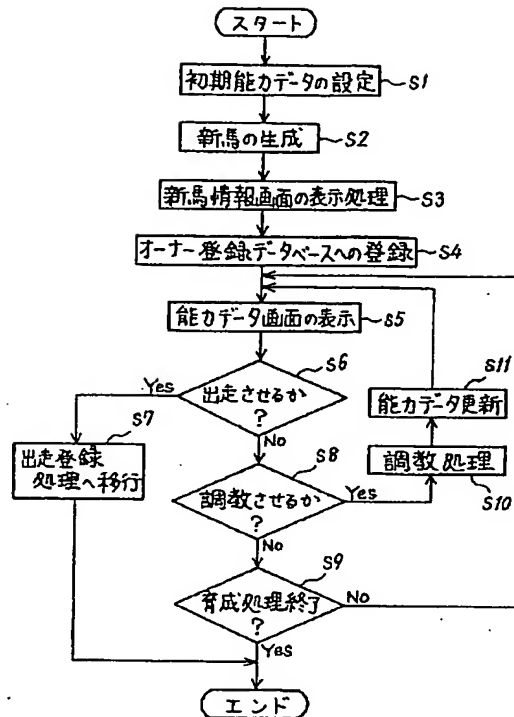 スタート
初期能力データの設定
S1
新馬の生成
S2
新馬情報画面の表示処理
S3
オーナー登録データベースへの登録
S4
能力データ画面の表示
S5
S6
出走させるか
?
Yes
No
S7
出走登録
処理へ移行
S8
調教させるか
?
Yes
No
S11
能力データ更新
調教処理
S10
S9
育成処理終了
?
No
Yes
エンド